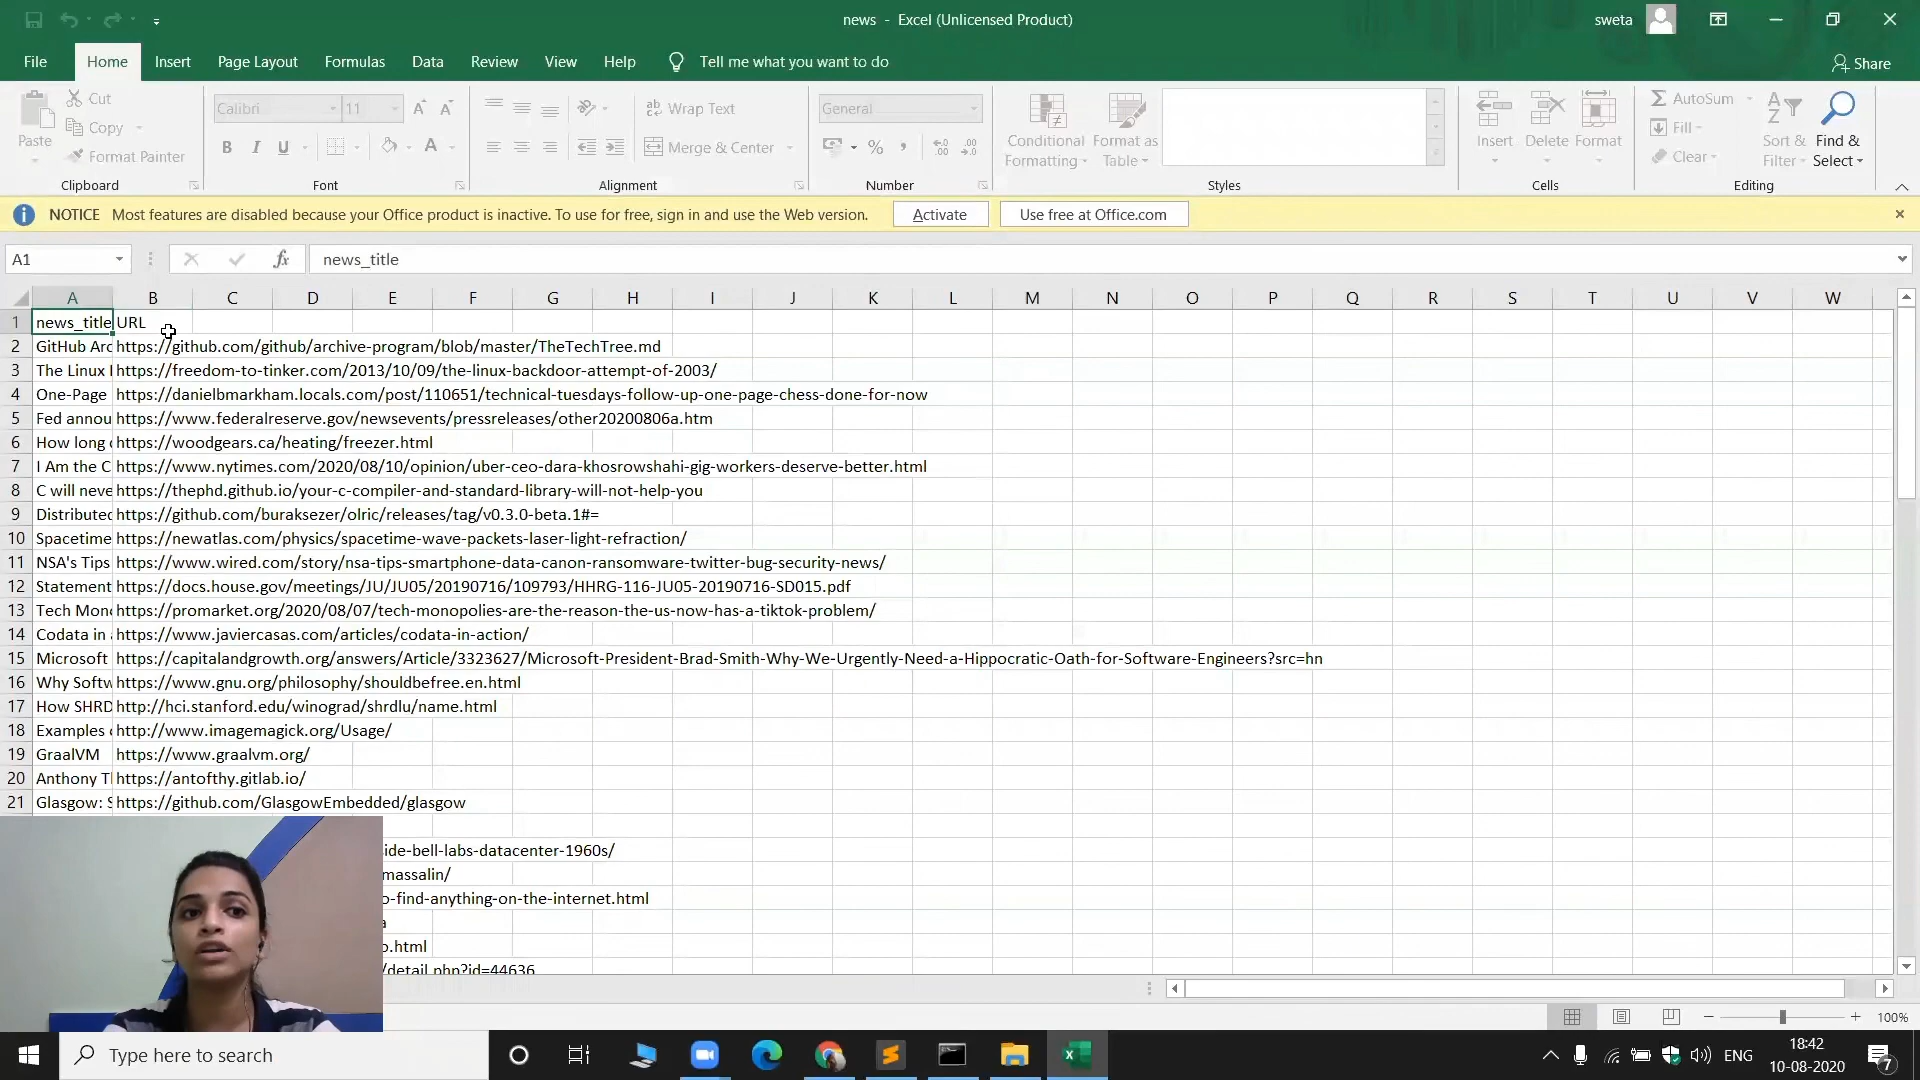 news - Excel (Unlicensed Product)
sweta
File Home Insert Page Layout Formulas Data Review View Help Tell me what you want to do Share
Paste
Cut
Copy
Format Painter
Clipboard
Calibri 11
B I U
Font
Wrap Text
Merge & Center
Alignment
General
Number
Conditional Formatting
Format as Table
Styles
Insert Delete Format
Cells
AutoSum
Fill
Clear
Sort & Filter
Find & Select
Editing
NOTICE Most features are disabled because your Office product is inactive. To use for free, sign in and use the Web version. Activate Use free at Office.com
A1 fx news_title
A B C D E F G H I J K L M N O P Q R S T U V W
1 news_title URL
2 GitHub Arc https://github.com/github/archive-program/blob/master/TheTechTree.md
3 The Linux https://freedom-to-tinker.com/2013/10/09/the-linux-backdoor-attempt-of-2003/
4 One-Page https://danielbmarkham.locals.com/post/110651/technical-tuesdays-follow-up-one-page-chess-done-for-now
5 Fed annou https://www.federalreserve.gov/newsevents/pressreleases/other20200806a.htm
6 How long https://woodgears.ca/heating/freezer.html
7 I Am the C https://www.nytimes.com/2020/08/10/opinion/uber-ceo-dara-khosrowshahi-gig-workers-deserve-better.html
8 C will neve https://thephd.github.io/your-c-compiler-and-standard-library-will-not-help-you
9 Distributed https://github.com/buraksezer/olric/releases/tag/v0.3.0-beta.1#=
10 Spacetime https://newatlas.com/physics/spacetime-wave-packets-laser-light-refraction/
11 NSA's Tips https://www.wired.com/story/nsa-tips-smartphone-data-canon-ransomware-twitter-bug-security-news/
12 Statement https://docs.house.gov/meetings/JU/JU05/20190716/109793/HHRG-116-JU05-20190716-SD015.pdf
13 Tech Mono https://promarket.org/2020/08/07/tech-monopolies-are-the-reason-the-us-now-has-a-tiktok-problem/
14 Codata in https://www.javiercasas.com/articles/codata-in-action/
15 Microsoft https://capitalandgrowth.org/answers/Article/3323627/Microsoft-President-Brad-Smith-Why-We-Urgently-Need-a-Hippocratic-Oath-for-Software-Engineers?src=hn
16 Why Softw https://www.gnu.org/philosophy/shouldbefree.en.html
17 How SHRD http://hci.stanford.edu/winograd/shrdlu/name.html
18 Examples http://www.imagemagick.org/Usage/
19 GraalVM https://www.graalvm.org/
20 Anthony T https://antofthy.gitlab.io/
21 Glasgow: S https://github.com/GlasgowEmbedded/glasgow
ide-bell-labs-datacenter-1960s/
massalin/
o-find-anything-on-the-internet.html
a
o.html
/detail.php?id=44636
100%
Type here to search
ENG
18:42
10-08-2020
7